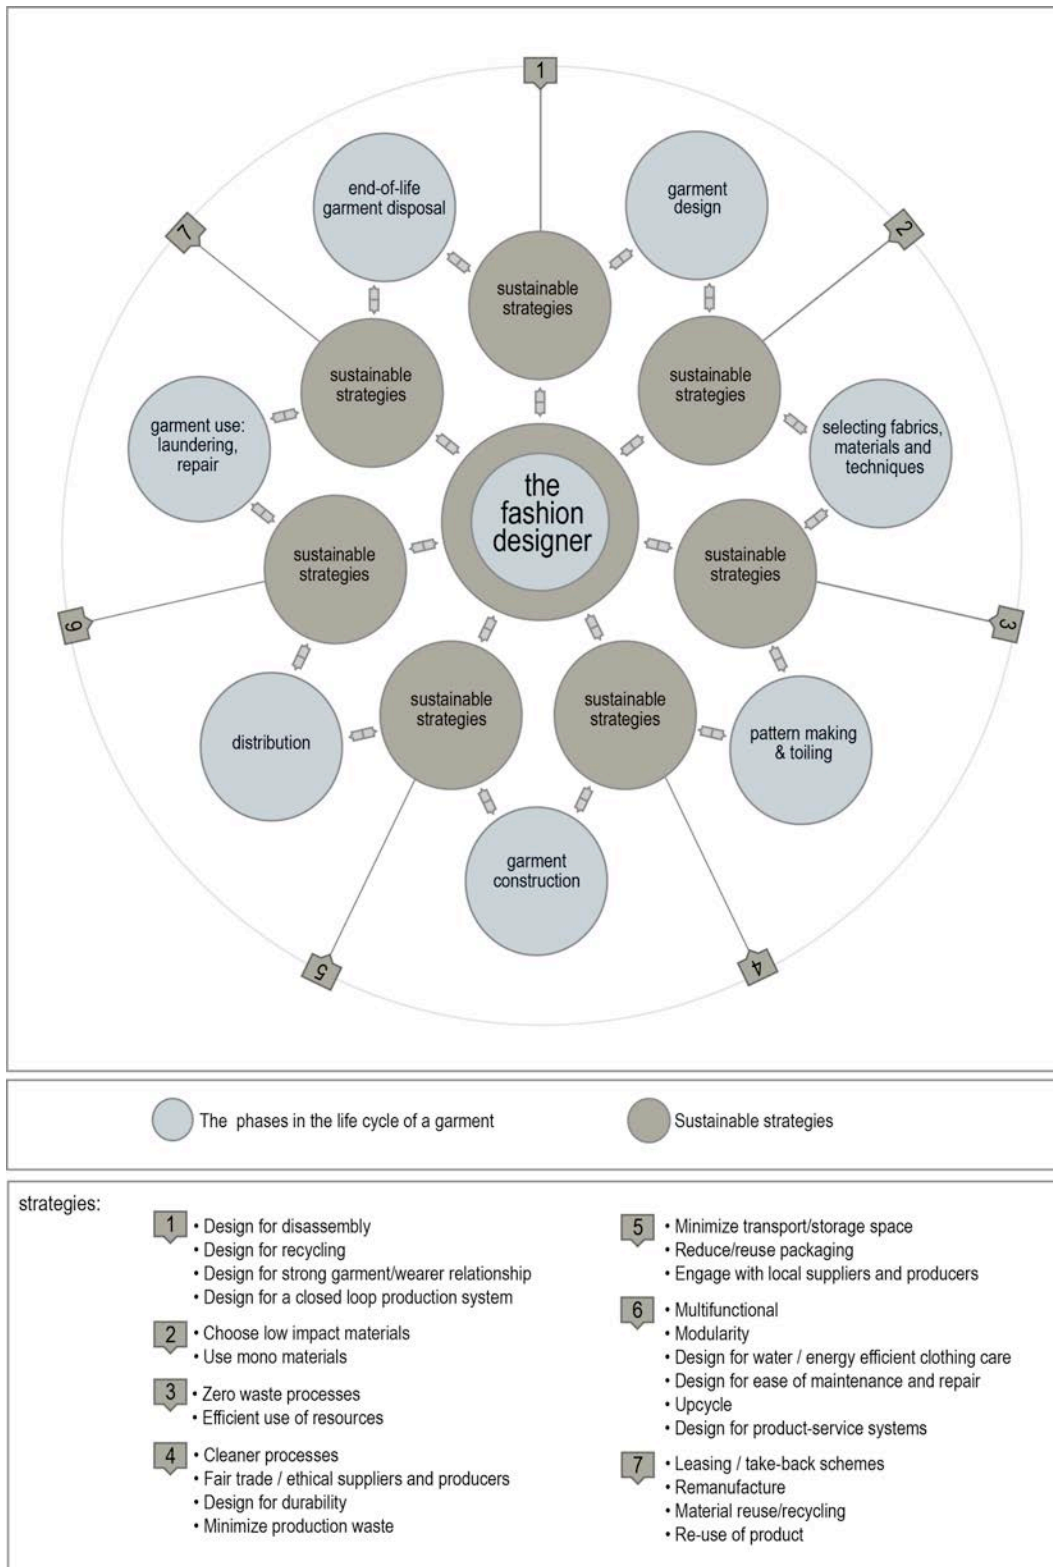 1
end-of-life
garment disposal
garment
design
7
2
sustainable
strategies
sustainable
strategies
sustainable
strategies
garment use:
laundering,
repair
selecting fabrics,
materials and
techniques
the
fashion
designer
sustainable
strategies
sustainable
strategies
6
3
sustainable
strategies
sustainable
strategies
distribution
pattern making
& toiling
garment
construction
5
4
The phases in the life cycle of a garment
Sustainable strategies
strategies:
1 • Design for disassembly
• Design for recycling
• Design for strong garment/wearer relationship
• Design for a closed loop production system
2 • Choose low impact materials
• Use mono materials
3 • Zero waste processes
• Efficient use of resources
4 • Cleaner processes
• Fair trade / ethical suppliers and producers
• Design for durability
• Minimize production waste
5 • Minimize transport/storage space
• Reduce/reuse packaging
• Engage with local suppliers and producers
6 • Multifunctional
• Modularity
• Design for water / energy efficient clothing care
• Design for ease of maintenance and repair
• Upcycle
• Design for product-service systems
7 • Leasing / take-back schemes
• Remanufacture
• Material reuse/recycling
• Re-use of product